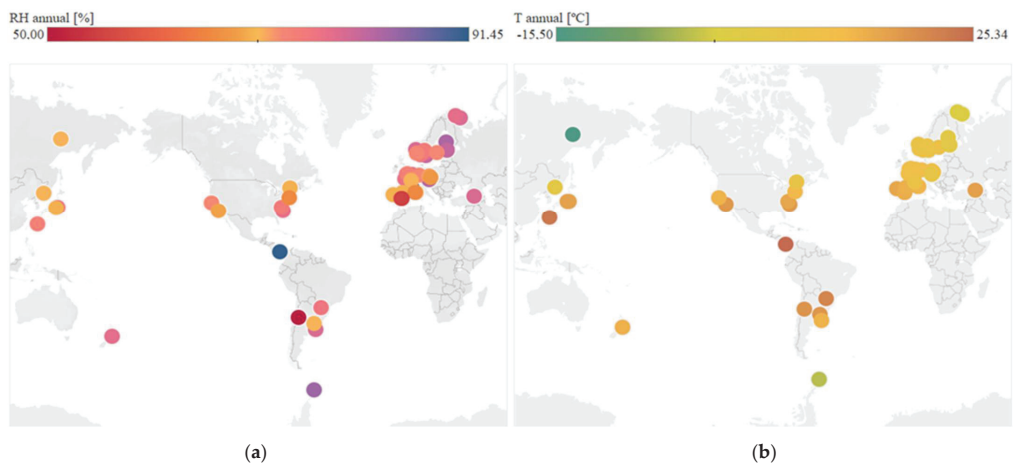 RH annual [%]
50.00 91.45
T annual [ºC]
-15.50 25.34
(a) (b)